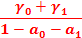 γ₀ + γ₁
1 − a₀ − a₁